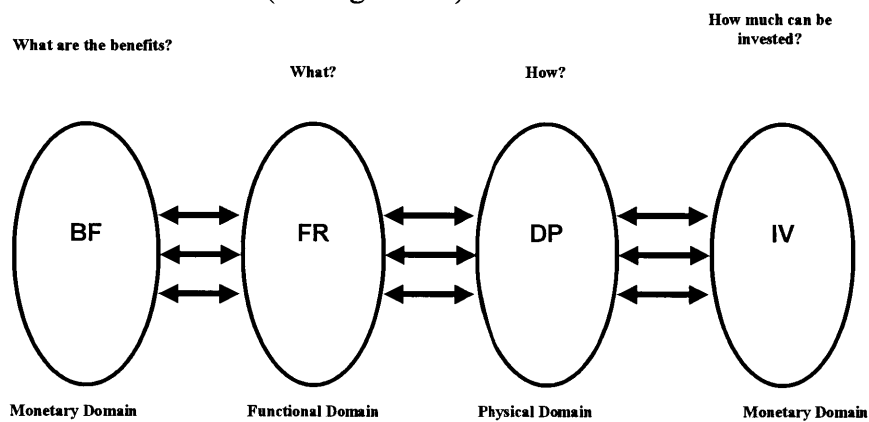 How much can be
invested?
What are the benefits?
What?
How?
BF
FR
DP
IV
Monetary Domain
Functional Domain
Physical Domain
Monetary Domain